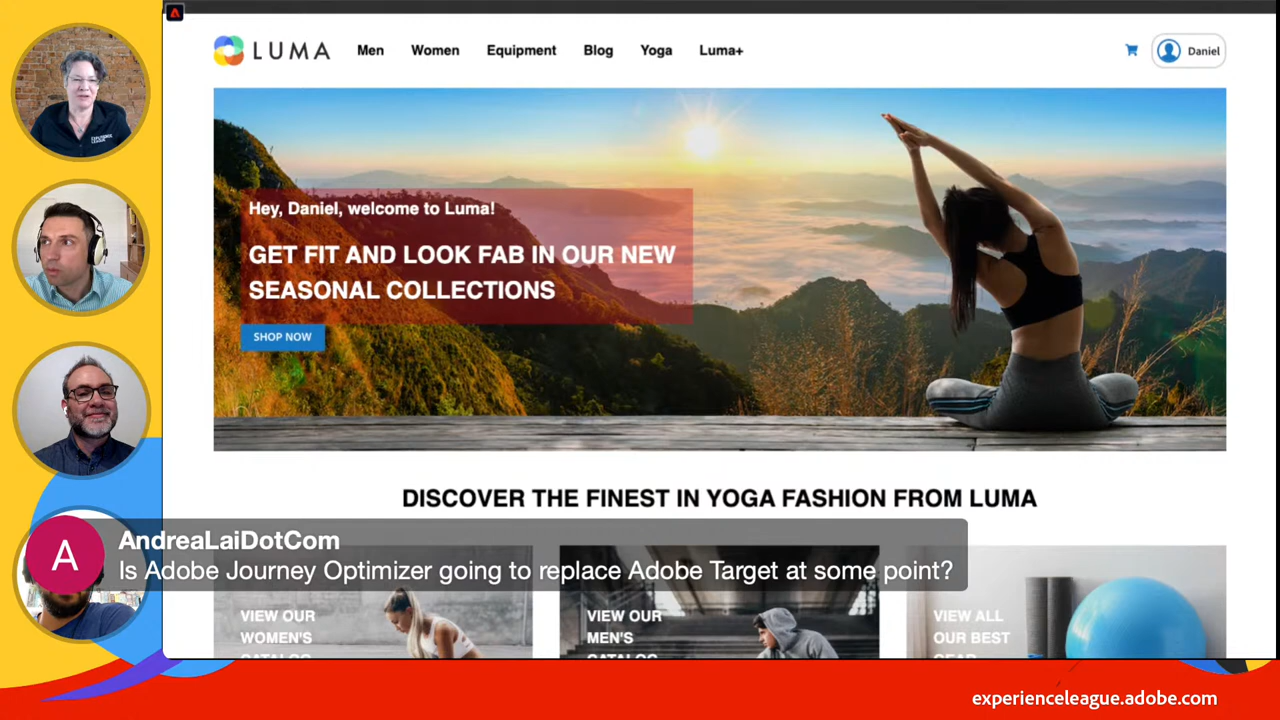 LUMA
Men Women Equipment Blog Yoga Luma+
Daniel
Hey, Daniel, welcome to Luma!
GET FIT AND LOOK FAB IN OUR NEW
SEASONAL COLLECTIONS
SHOP NOW
DISCOVER THE FINEST IN YOGA FASHION FROM LUMA
A
AndreaLaiDotCom
Is Adobe Journey Optimizer going to replace Adobe Target at some point?
VIEW OUR
WOMEN'S
CATALOG
VIEW OUR
MEN'S
CATALOG
VIEW ALL
OUR BEST
GEAR
experienceleague.adobe.com